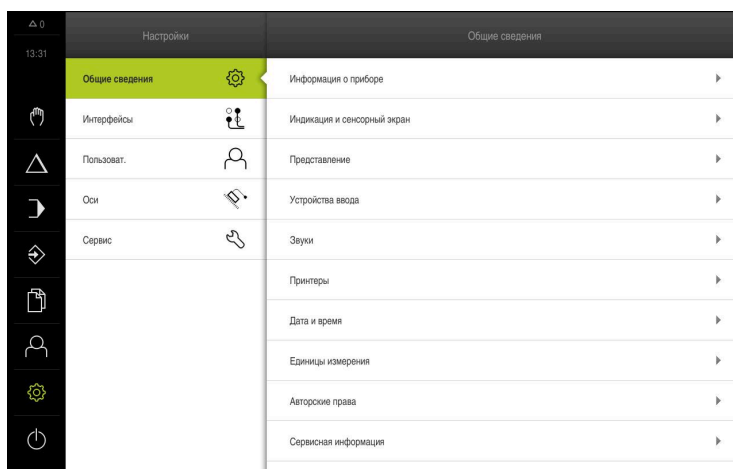 0
13:31
Настройки
Общие сведения
Общие сведения
Интерфейсы
Пользоват.
Оси
Сервис
Информация о приборе
Индикация и сенсорный экран
Представление
Устройства ввода
Звуки
Принтеры
Дата и время
Единицы измерения
Авторские права
Сервисная информация